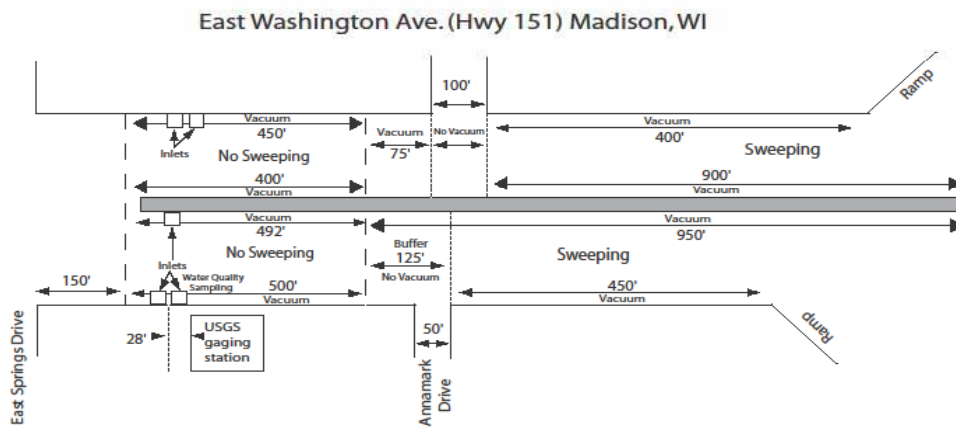 East Washington Ave. (Hwy 151) Madison, WI
Ramp
100'
Vacuum
450'
Inlets
No Sweeping
Vacuum
75'
No Vacuum
Vacuum
400'
Sweeping
400'
Vacuum
900'
Vacuum
Vacuum
492'
No Sweeping
Vacuum
950'
Buffer
125'
No Vacuum
Sweeping
Inlets
Water Quality
Sampling
150'
500'
Vacuum
450'
Vacuum
Ramp
28'
USGS
gaging
station
50'
East Springs Drive
Annamark
Drive